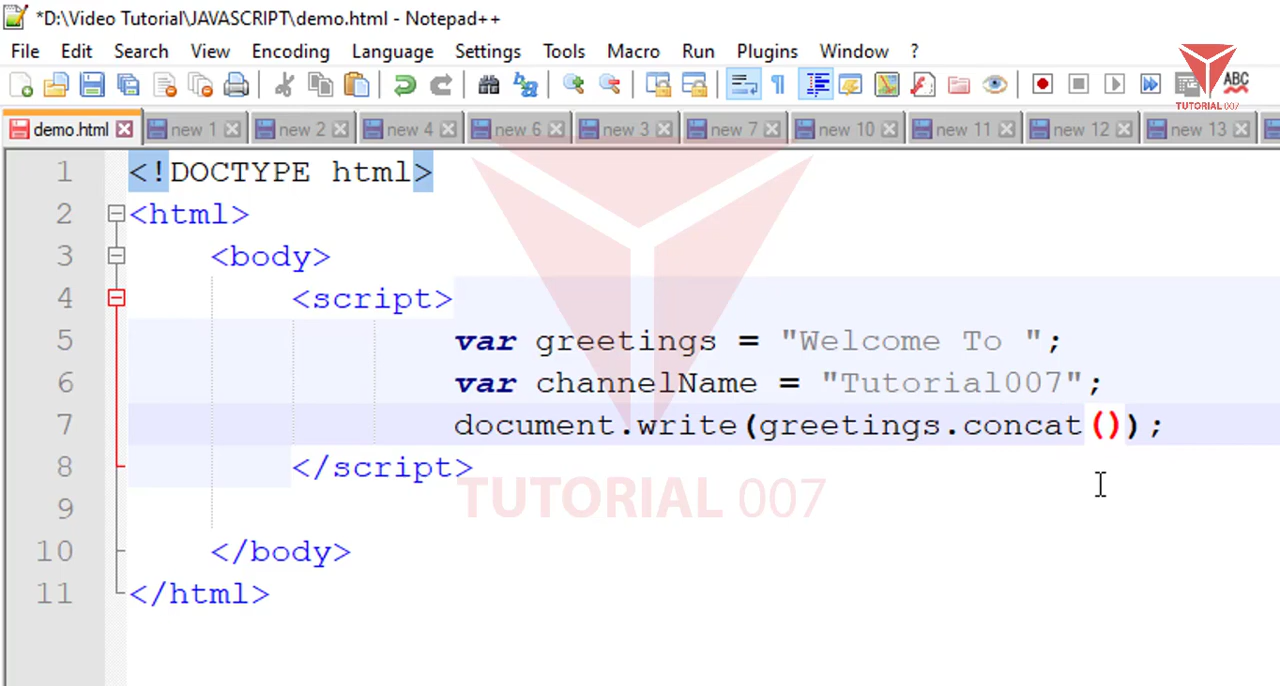 *D:\Video Tutorial\JAVASCRIPT\demo.html - Notepad++
File Edit Search View Encoding Language Settings Tools Macro Run Plugins Window ?
ABC
TUTORIAL 007
demo.html new 1 new 2 new 4 new 6 new 3 new 7 new 10 new 11 new 12 new 13
1 <!DOCTYPE html>
2 <html>
3 <body>
4 <script>
5 var greetings = "Welcome To ";
6 var channelName = "Tutorial007";
7 document.write(greetings.concat());
8 </script>
TUTORIAL 007
9
10 </body>
11 </html>